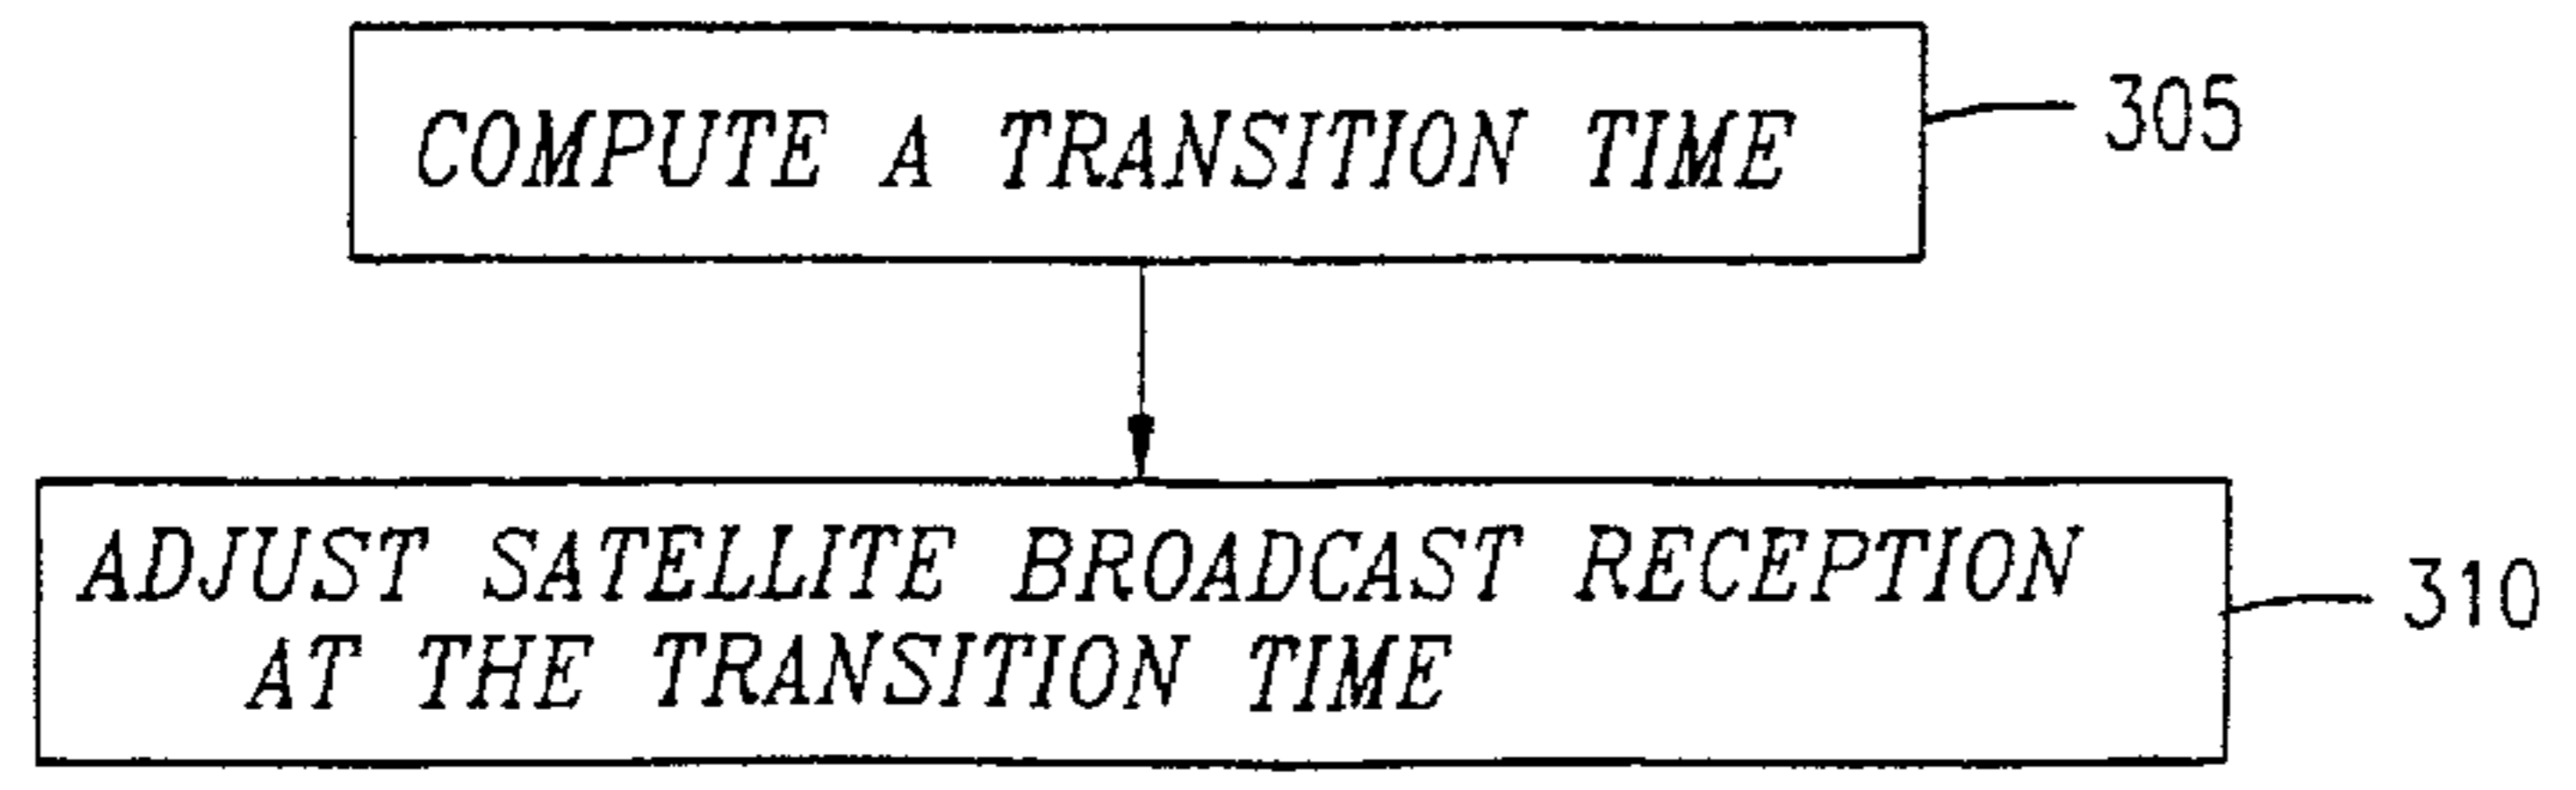 COMPUTE A TRANSITION TIME
305
ADJUST SATELLITE BROADCAST RECEPTION
AT THE TRANSITION TIME
310